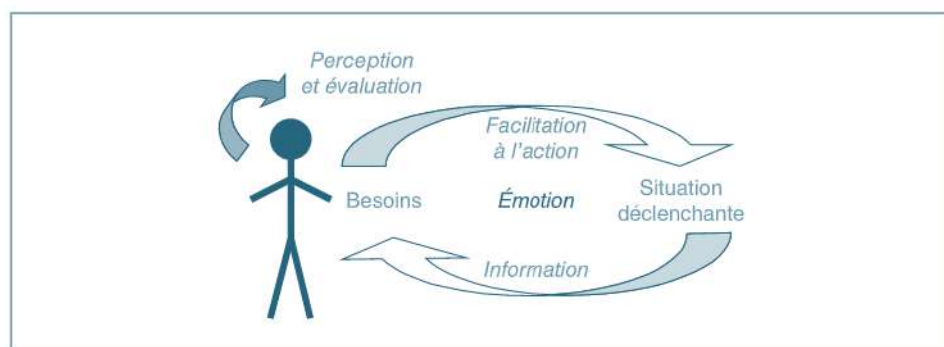 Perception
et évaluation
Facilitation
à l'action
Besoins
Émotion
Situation
déclenchante
Information